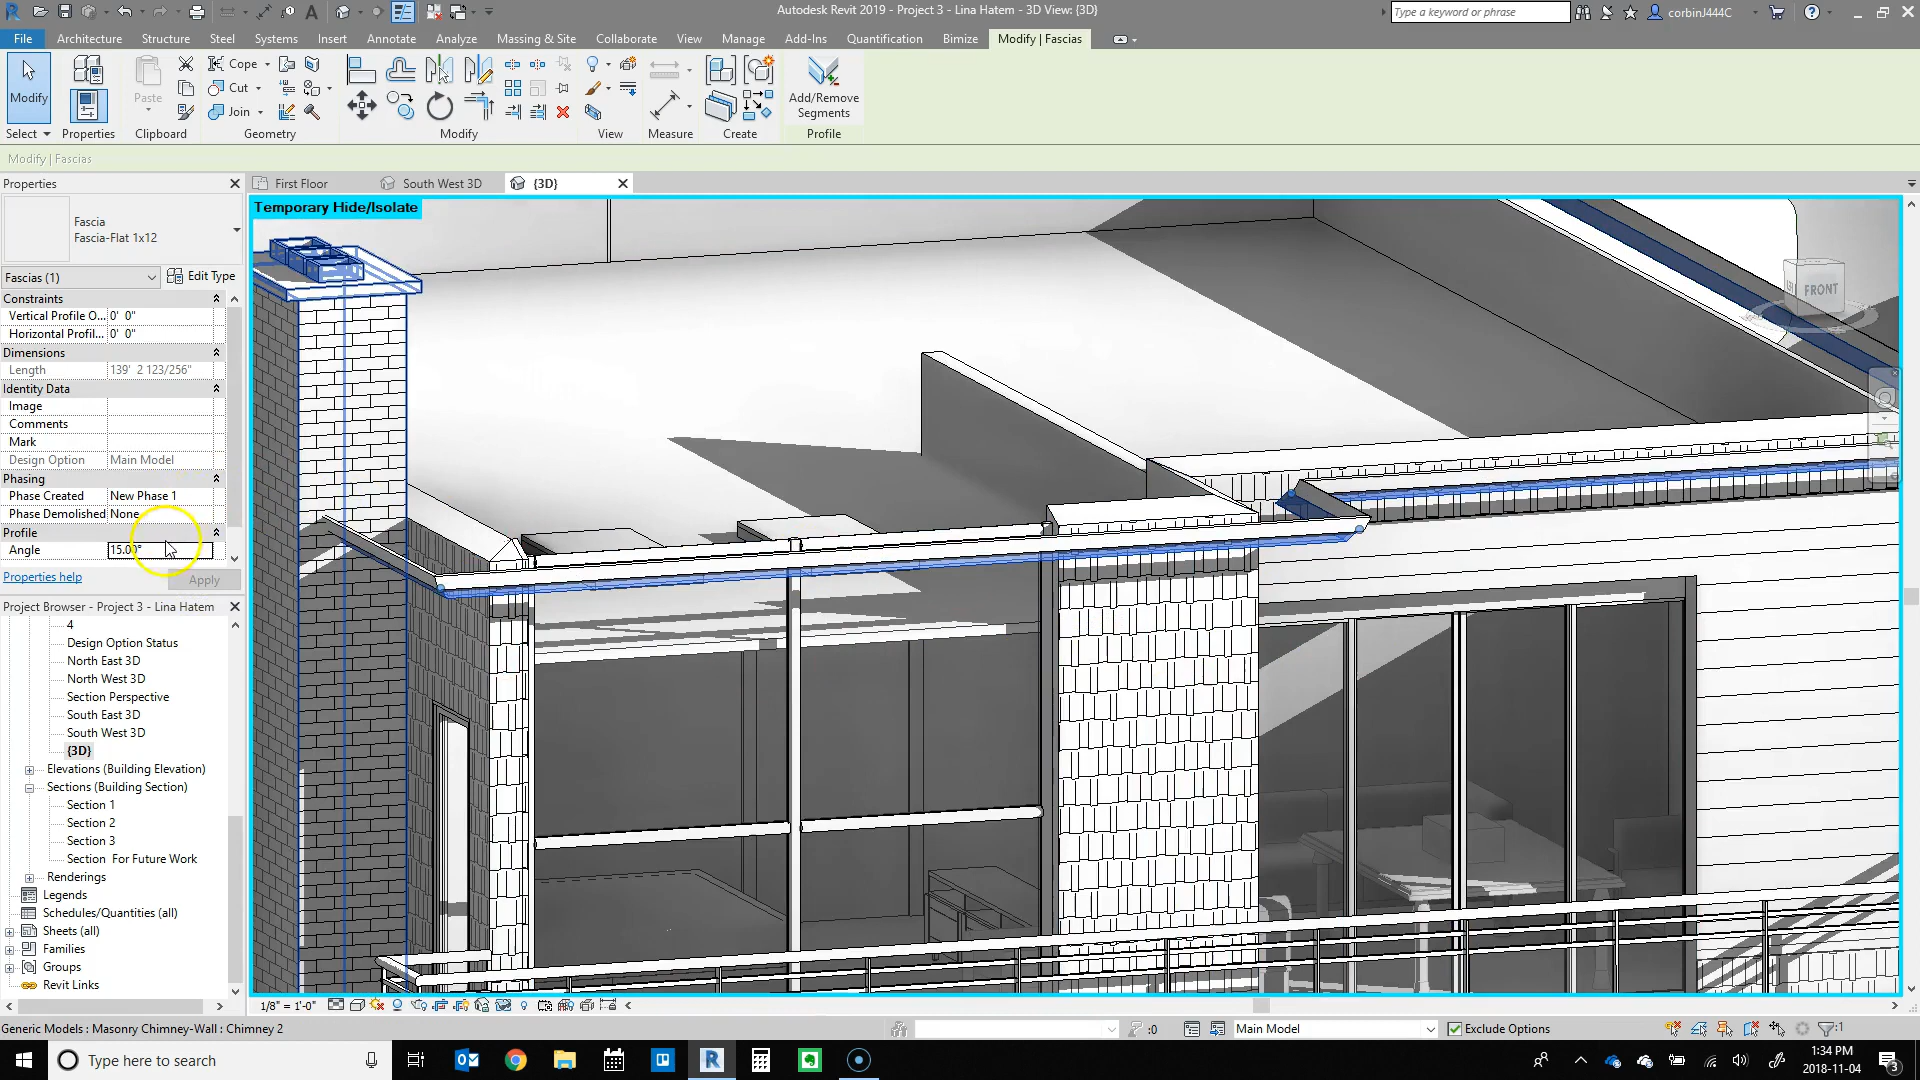 Autodesk Revit 2019 - Project 3 - Lina Hatem - 3D View: {3D}
Type a keyword or phrase
corbinJ444C
File
Architecture
Structure
Steel
Systems
Insert
Annotate
Analyze
Massing & Site
Collaborate
View
Manage
Add-Ins
Quantification
Bimize
Modify | Fascias
Modify
Paste
Cope
Cut
Join
Add/Remove
Segments
Select
Properties
Clipboard
Geometry
Modify
View
Measure
Create
Profile
Modify | Fascias
Properties
First Floor
South West 3D
{3D}
Temporary Hide/Isolate
FRONT
Fascia
Fascia-Flat 1x12
Fascias (1)
Edit Type
Constraints
Vertical Profile O... 0' 0"
Horizontal Profil... 0' 0"
Dimensions
Length 139' 2 123/256"
Identity Data
Image
Comments
Mark
Design Option Main Model
Phasing
Phase Created New Phase 1
Phase Demolished None
Profile
Angle 15.00°
Properties help
Apply
Project Browser - Project 3 - Lina Hatem
4
Design Option Status
North East 3D
North West 3D
Section Perspective
South East 3D
South West 3D
{3D}
Elevations (Building Elevation)
Sections (Building Section)
Section 1
Section 2
Section 3
Section For Future Work
Renderings
Legends
Schedules/Quantities (all)
Sheets (all)
Families
Groups
Revit Links
1/8" = 1'-0"
Generic Models : Masonry Chimney-Wall : Chimney 2
:0
Main Model
Exclude Options
:1
Type here to search
1:34 PM
2018-11-04
3